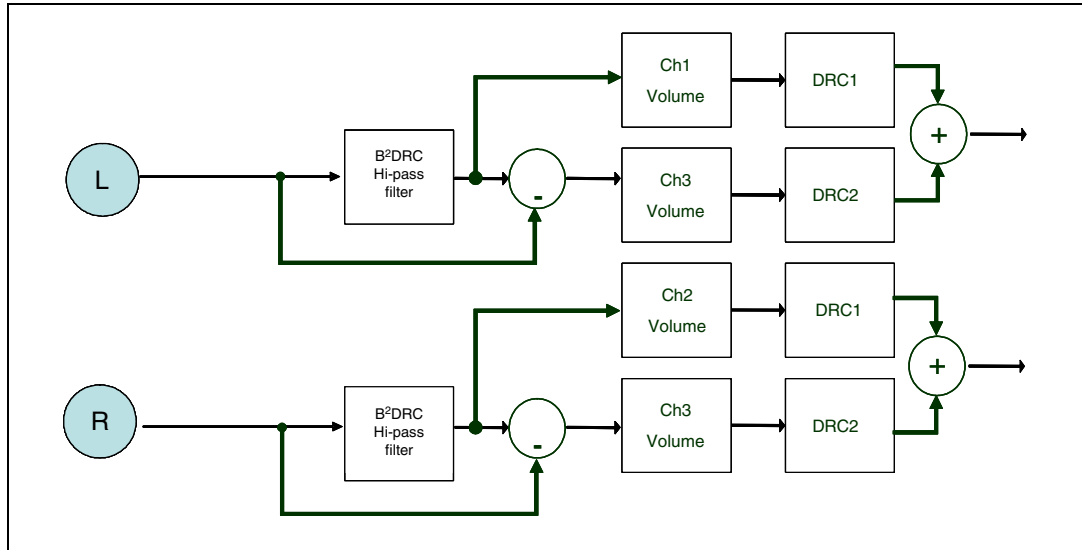 L
B²DRC
Hi-pass
filter
-
Ch1
Volume
DRC1
Ch3
Volume
DRC2
+
R
B²DRC
Hi-pass
filter
-
Ch2
Volume
DRC1
Ch3
Volume
DRC2
+